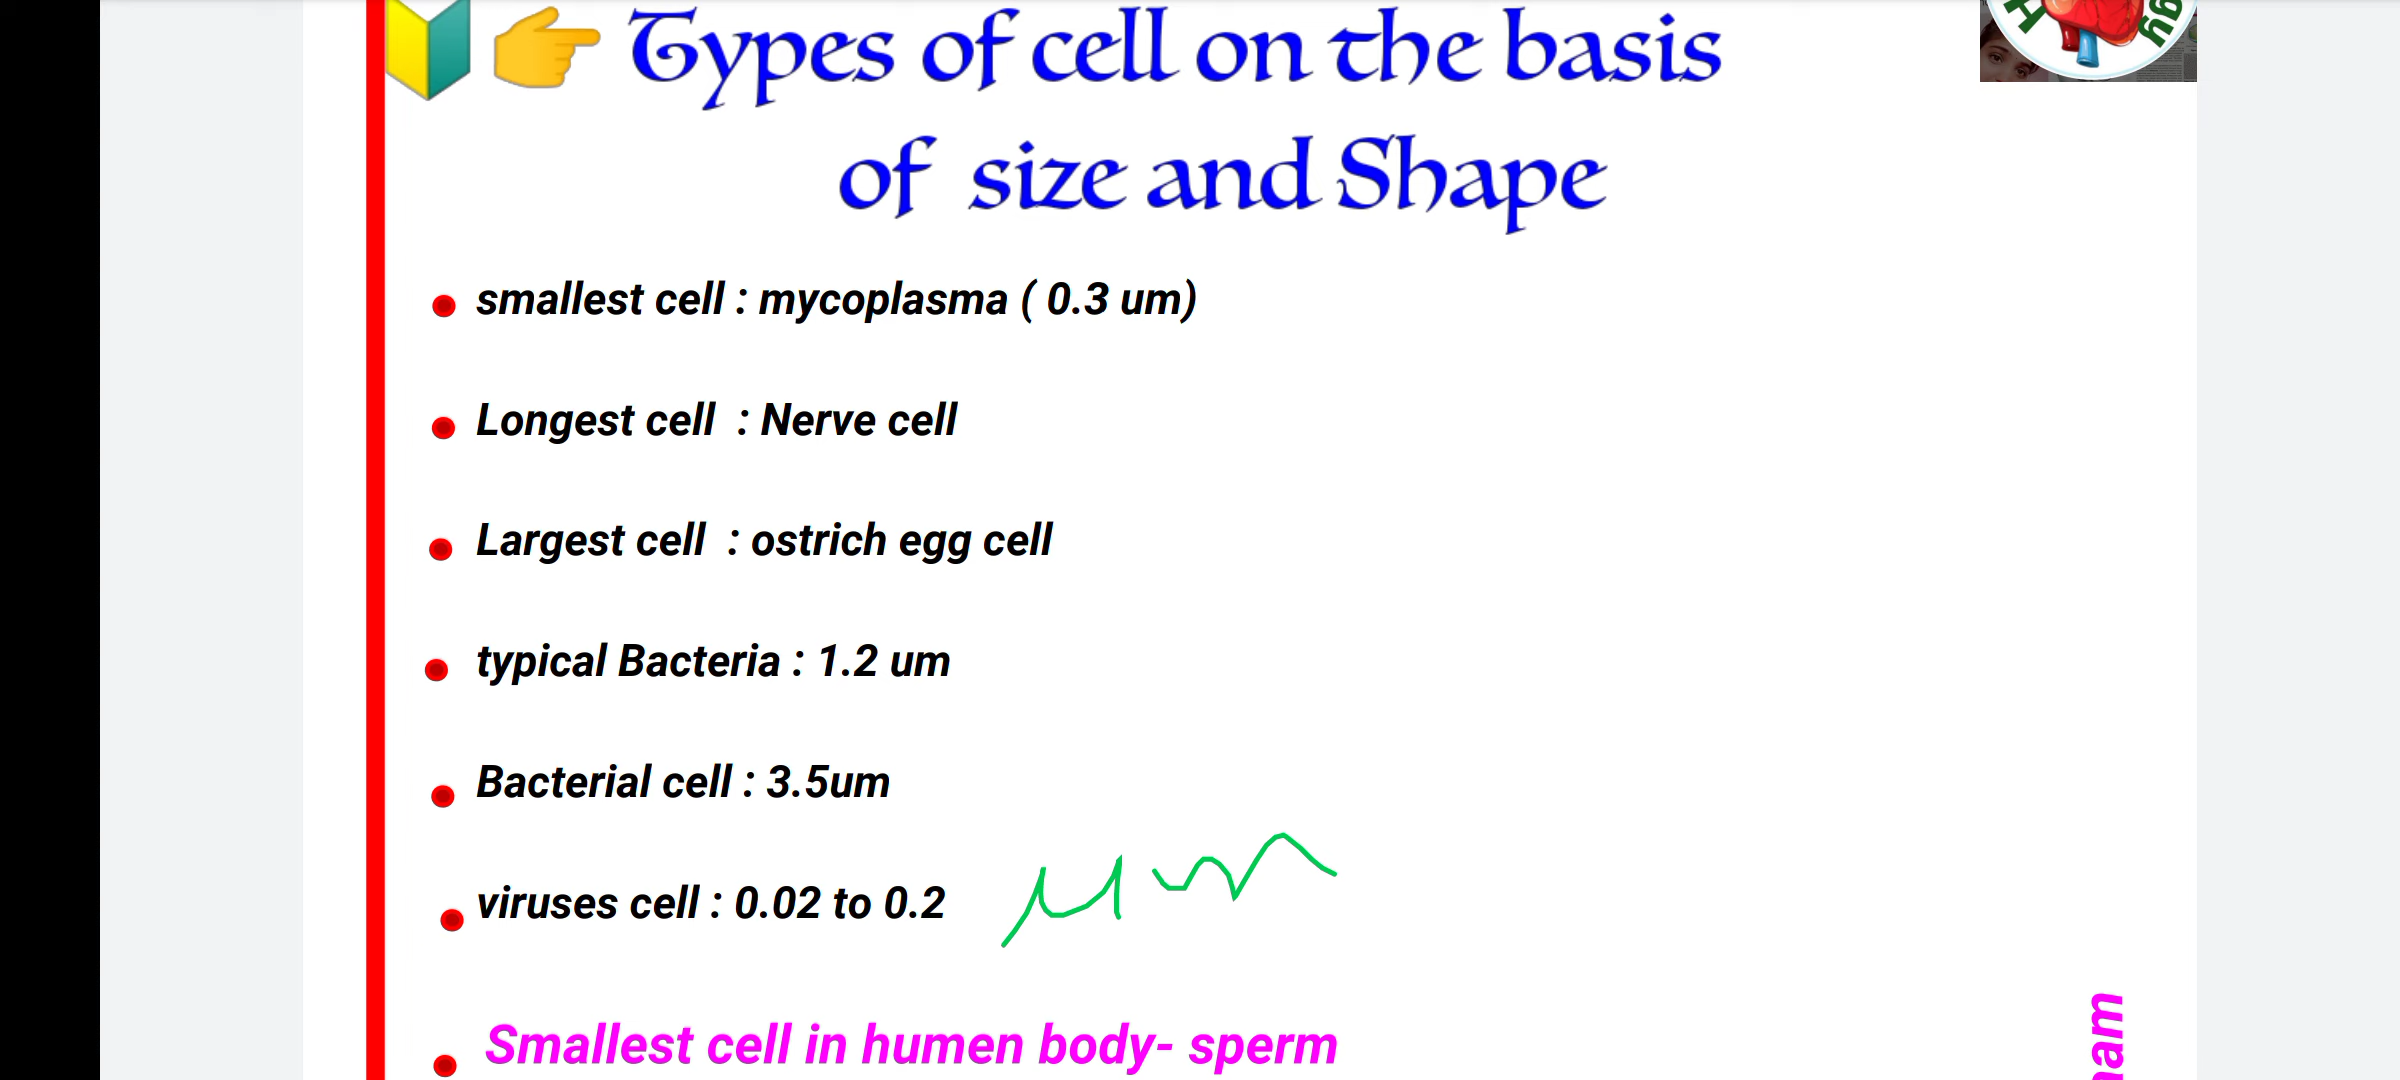 Types of cell on the basis
of size and Shape
smallest cell : mycoplasma ( 0.3 um)
Longest cell : Nerve cell
Largest cell : ostrich egg cell
typical Bacteria : 1.2 um
Bacterial cell : 3.5um
viruses cell : 0.02 to 0.2 μm
Smallest cell in humen body- sperm